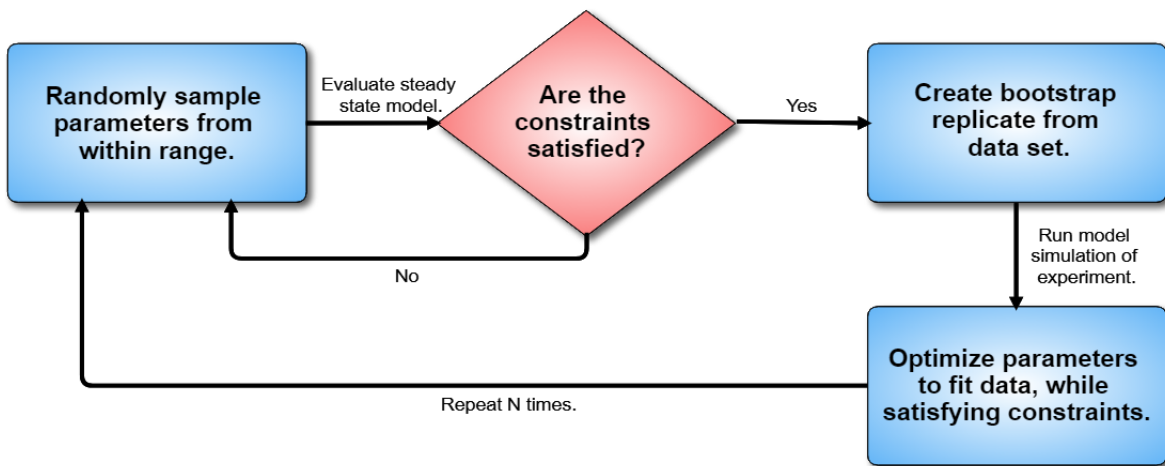 Randomly sample
parameters from
within range.
Evaluate steady
state model.
Are the
constraints
satisfied?
Yes
Create bootstrap
replicate from
data set.
No
Run model
simulation of
experiment.
Optimize parameters
to fit data, while
satisfying constraints.
Repeat N times.